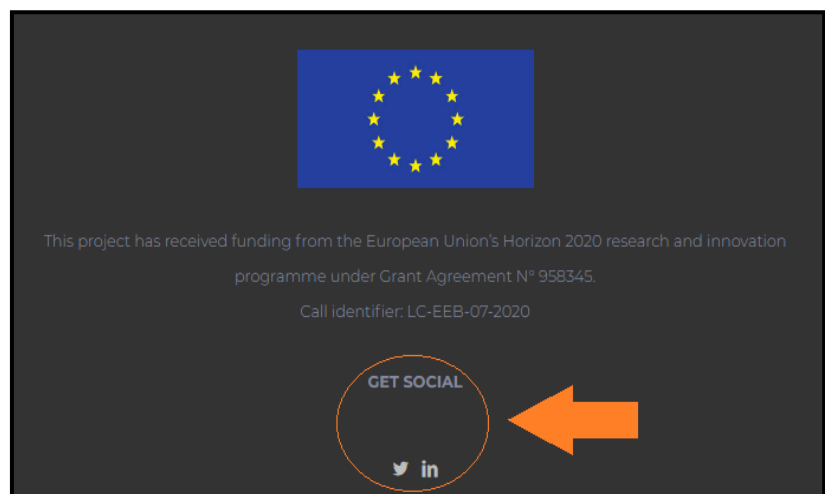 This project has received funding from the European Union's Horizon 2020 research and innovation
programme under Grant Agreement N° 958345.
Call identifier: LC-EEB-07-2020
GET SOCIAL
in